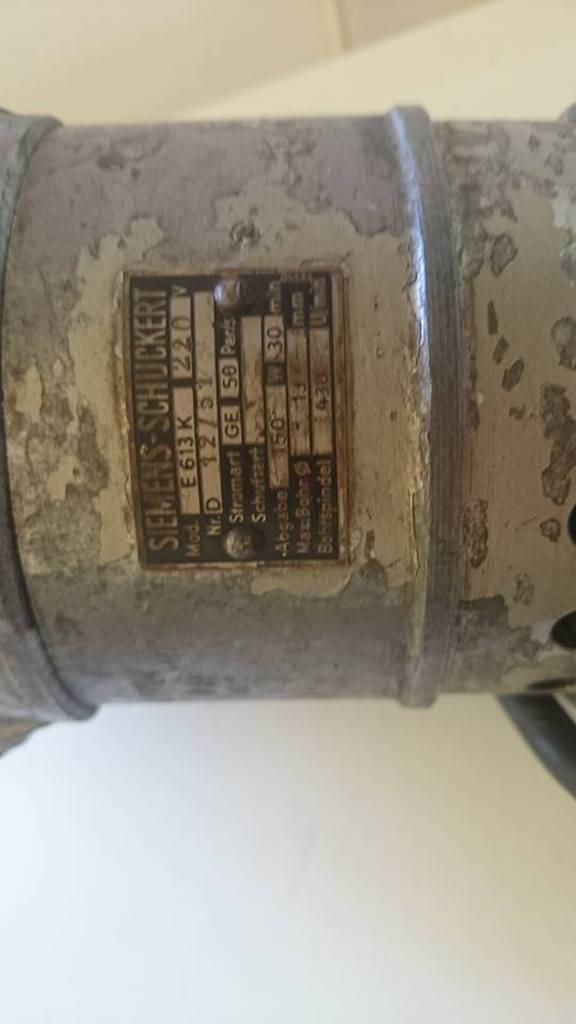 SIEMENS-SCHUCKERT
Mod. E 613 K 220 V
Nr. D 12/51
Stromart GE 50 Per/s
Schutzart
Abgabe 150 W 30 min
Max. Bohr Ø 13 mm
Bohrspindel 430 U/min